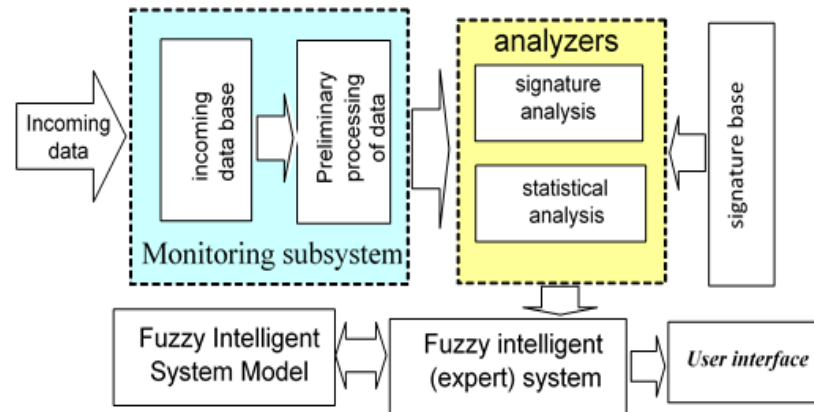 Incoming
data
incoming
data base
Preliminary
processing
of data
Monitoring subsystem
analyzers
signature
analysis
statistical
analysis
signature base
Fuzzy Intelligent
System Model
Fuzzy intelligent
(expert) system
User interface